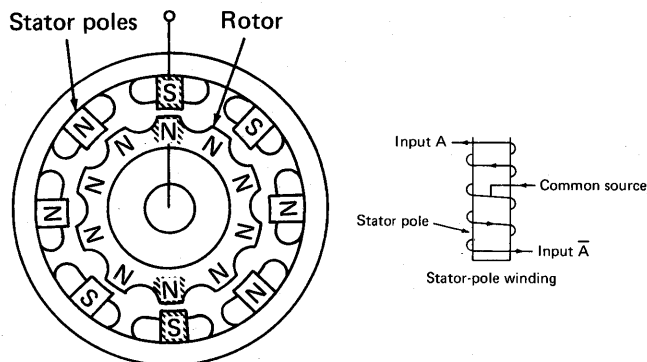 Stator poles
Rotor
S
N
S
N
N
N
N
N
N
N
N
N
N
N
N
N
S
N
S
Input A
Common source
Stator pole
Input A̅
Stator-pole winding